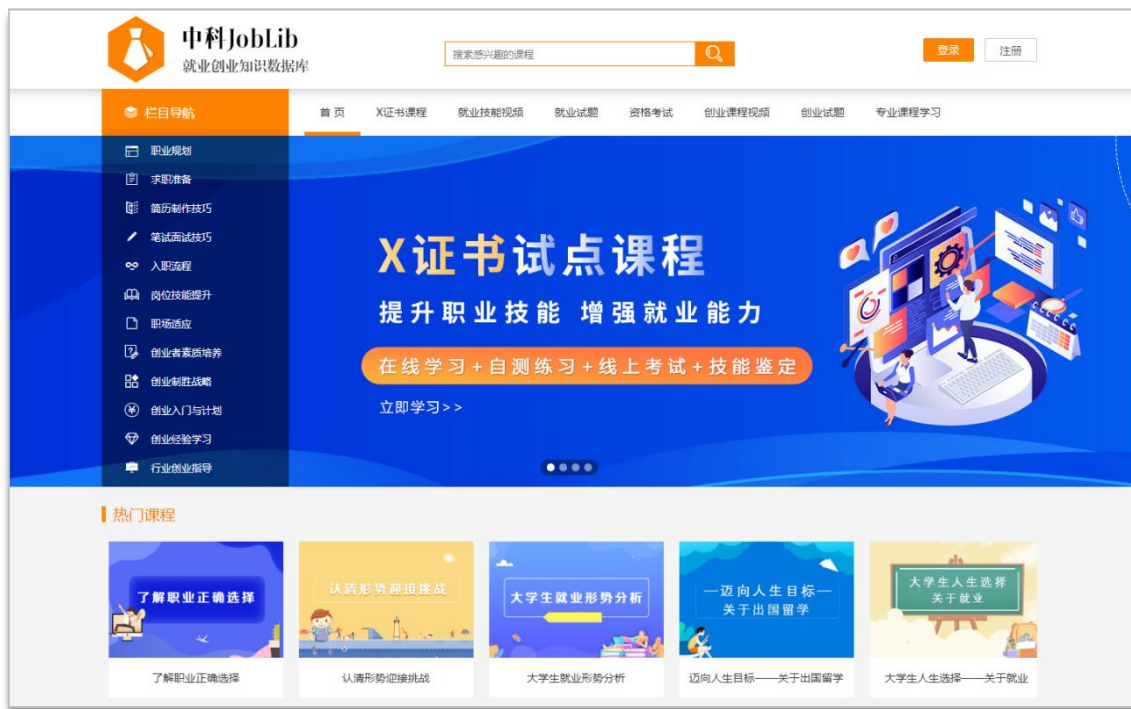 中科JobLib
就业创业知识数据库
搜索感兴趣的课程
登录
注册
栏目导航
首 页
X证书课程
就业技能视频
就业试题
资格考试
创业课程视频
创业试题
专业课程学习
职业规划
求职准备
简历制作技巧
笔试面试技巧
入职流程
岗位技能提升
职场适应
创业者素质培养
创业制胜战略
创业入门与计划
创业经验学习
行业创业指导
X证书试点课程
提升职业技能 增强就业能力
在线学习+自测练习+线上考试+技能鉴定
立即学习>>
热门课程
了解职业正确选择
认清形势迎接挑战
大学生就业形势分析
—迈向人生目标—
关于出国留学
大学生人生选择
关于就业
了解职业正确选择
认清形势迎接挑战
大学生就业形势分析
迈向人生目标——关于出国留学
大学生人生选择——关于就业